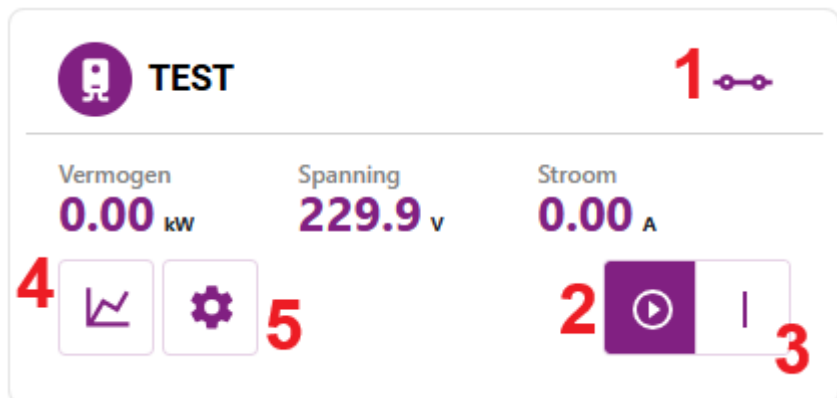 TEST
1
Vermogen
Spanning
Stroom
0.00 kW
229.9 V
0.00 A
4
5
2
3